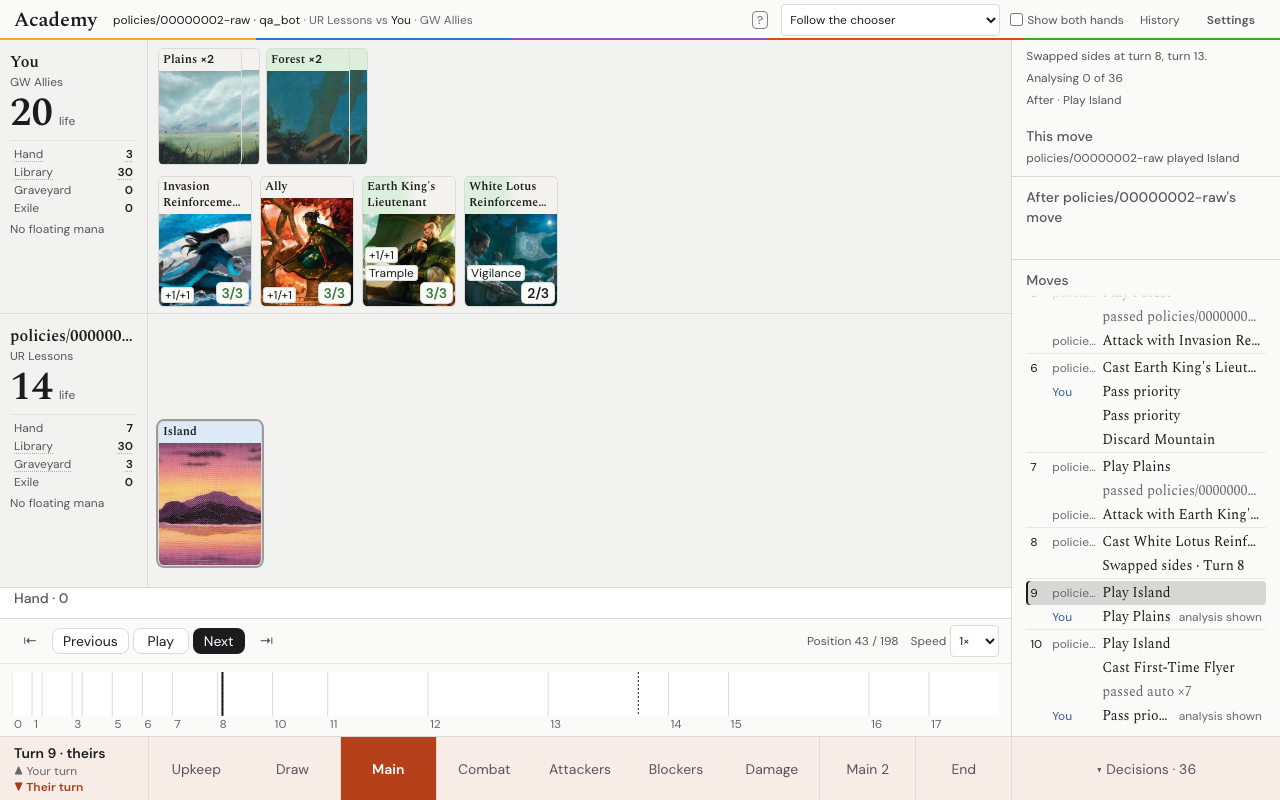 Academy policies/00000002-raw · qa_bot · UR Lessons vs You · GW Allies ? Follow the chooser Show both hands History Settings
You
GW Allies
20 life
Hand 3
Library 30
Graveyard 0
Exile 0
No floating mana
Plains ×2
Forest ×2
Invasion Reinforceme…
+1/+1
3/3
Ally
+1/+1
3/3
Earth King's Lieutenant
+1/+1
Trample
3/3
White Lotus Reinforceme…
Vigilance
2/3
policies/000000…
UR Lessons
14 life
Hand 7
Library 30
Graveyard 3
Exile 0
No floating mana
Island
Hand · 0
Previous Play Next
Position 43 / 198 Speed 1×
0 1 3 5 6 7 8 10 11 12 13 14 15 16 17
Turn 9 · theirs
▲ Your turn
▼ Their turn
Upkeep Draw Main Combat Attackers Blockers Damage Main 2 End
Swapped sides at turn 8, turn 13.
Analysing 0 of 36
After · Play Island
This move
policies/00000002-raw played Island
After policies/00000002-raw's
move
Moves
passed policies/0000000…
policie… Attack with Invasion Re…
6 policie… Cast Earth King's Lieut…
You Pass priority
Pass priority
Discard Mountain
7 policie… Play Plains
passed policies/0000000…
policie… Attack with Earth King'…
8 policie… Cast White Lotus Reinf…
Swapped sides · Turn 8
9 policie… Play Island
You Play Plains analysis shown
10 policie… Play Island
Cast First-Time Flyer
passed auto ×7
You Pass prio… analysis shown
▾ Decisions · 36